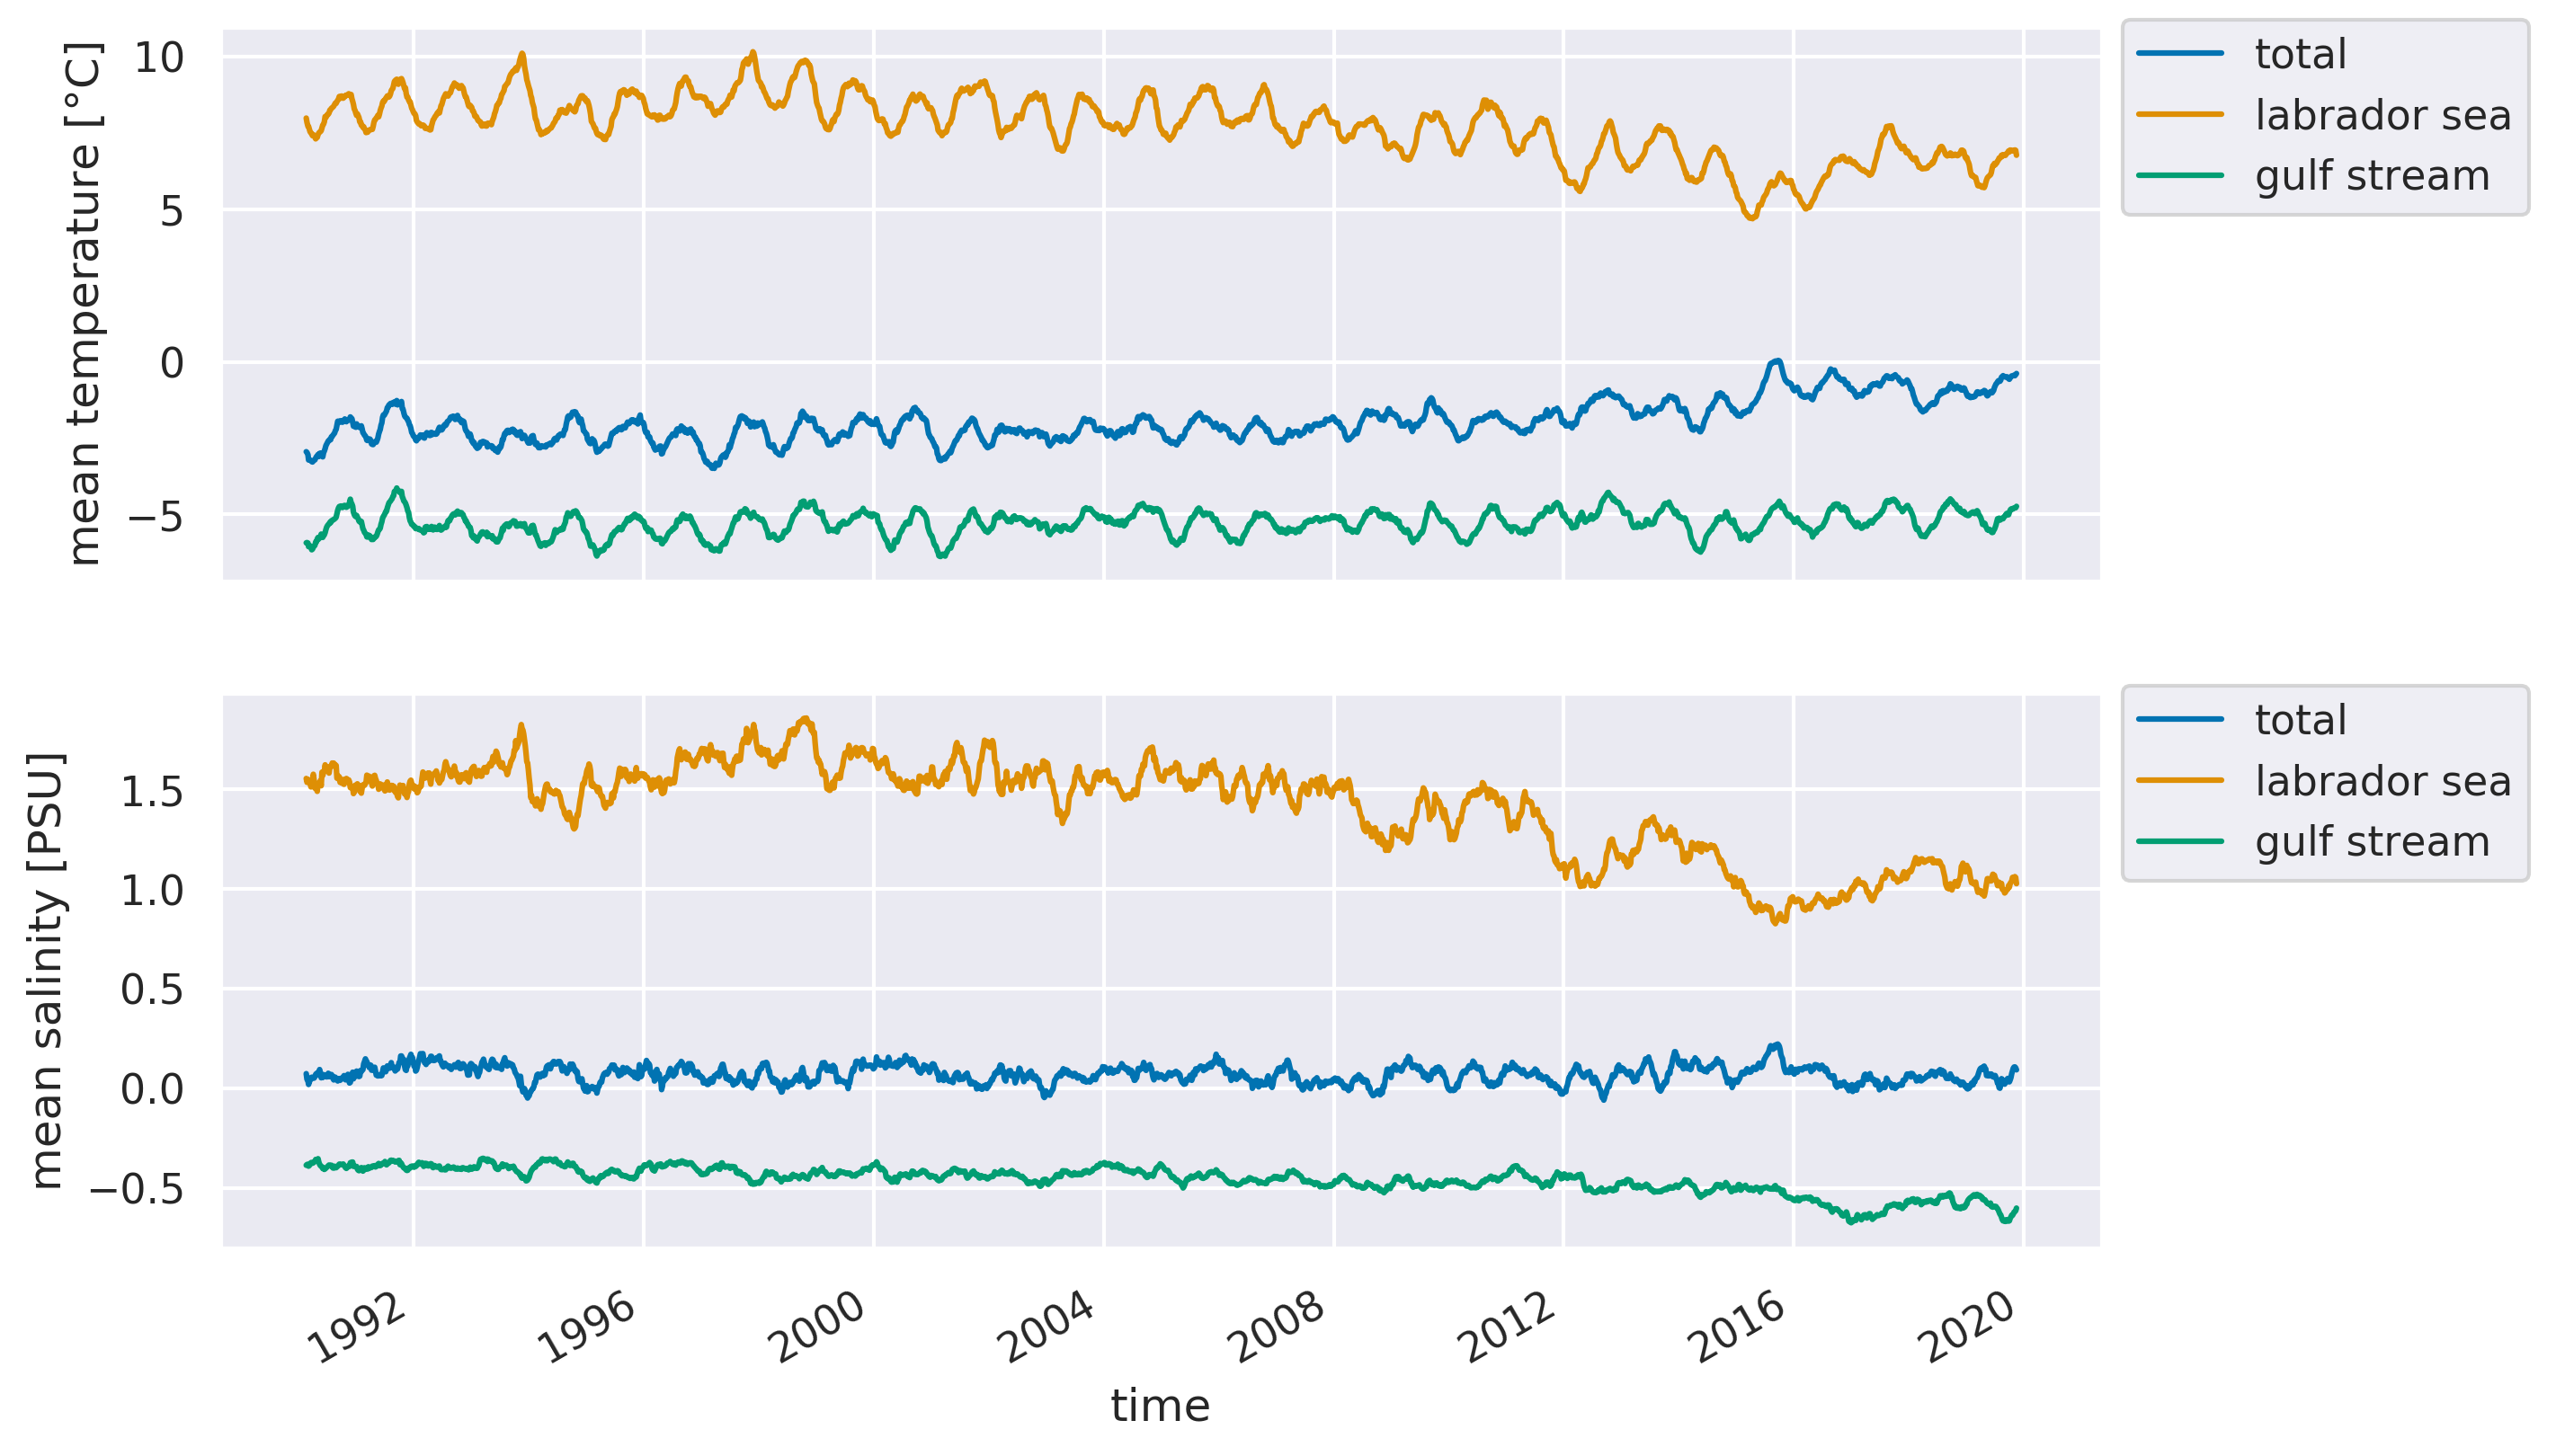 mean temperature [°C]
10
5
0
−5
total
labrador sea
gulf stream
mean salinity [PSU]
1.5
1.0
0.5
0.0
−0.5
total
labrador sea
gulf stream
1992
1996
2000
2004
2008
2012
2016
2020
time